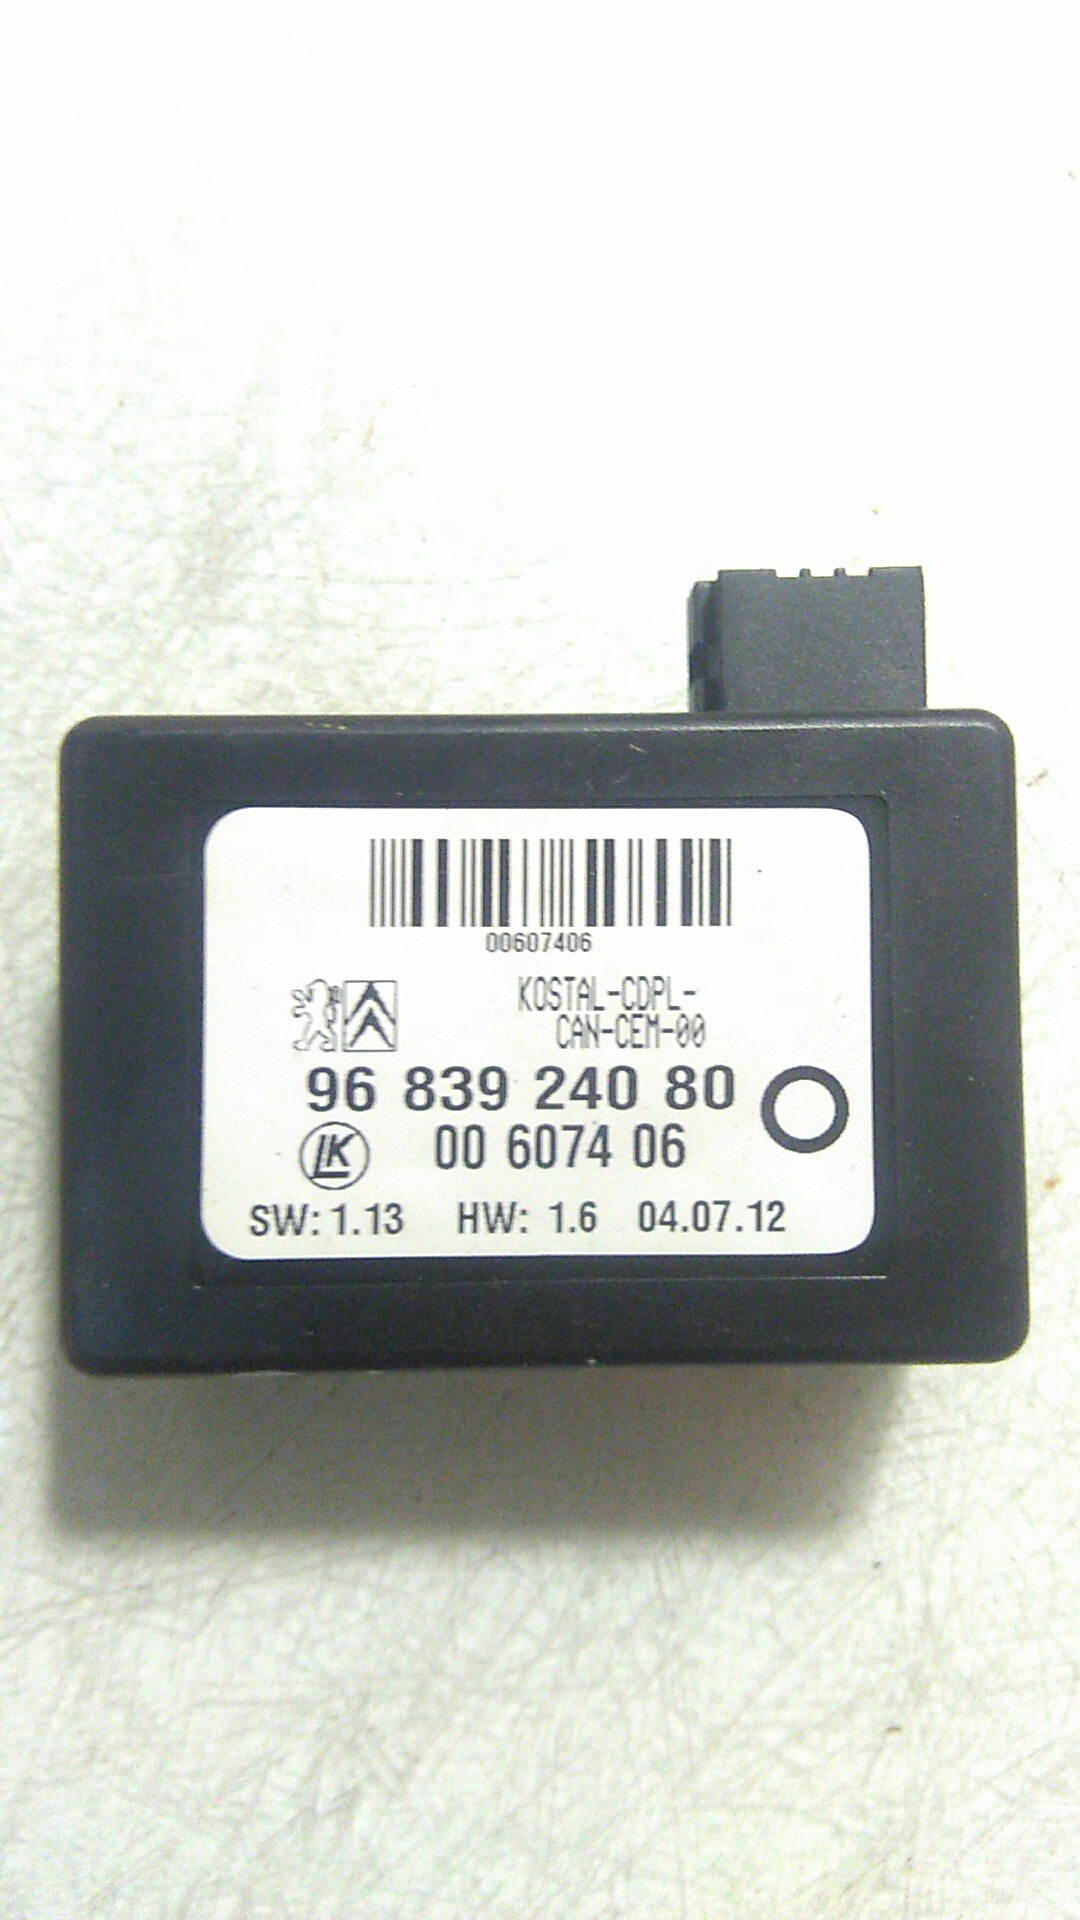 00607406
KOSTAL-CDPL-
CAN-CEM-00
96 839 240 80
LK 00 6074 06
SW: 1.13 HW: 1.6 04.07.12